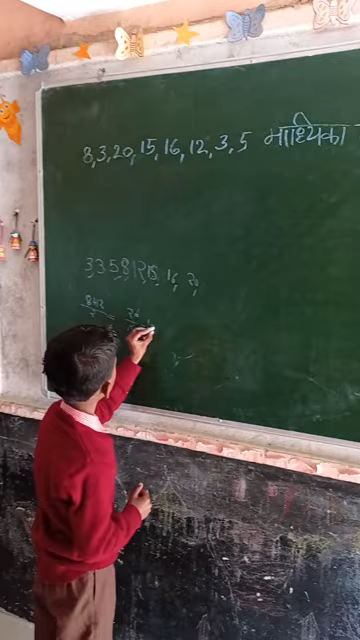 8, 3, 20, 15, 16, 12, 3, 5 माध्यिका
3 3 5 8 12 15, 16, 20,